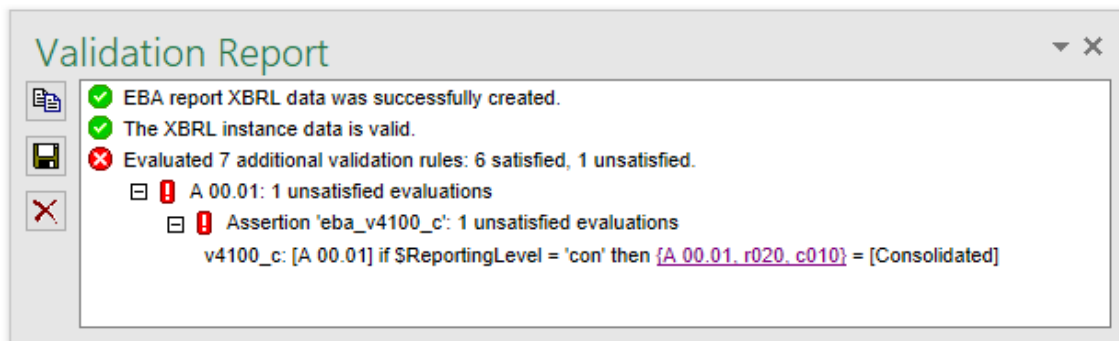 Validation Report
EBA report XBRL data was successfully created.
The XBRL instance data is valid.
Evaluated 7 additional validation rules: 6 satisfied, 1 unsatisfied.
A 00.01: 1 unsatisfied evaluations
Assertion 'eba_v4100_c': 1 unsatisfied evaluations
v4100_c: [A 00.01] if $ReportingLevel = 'con' then {A 00.01, r020, c010} = [Consolidated]